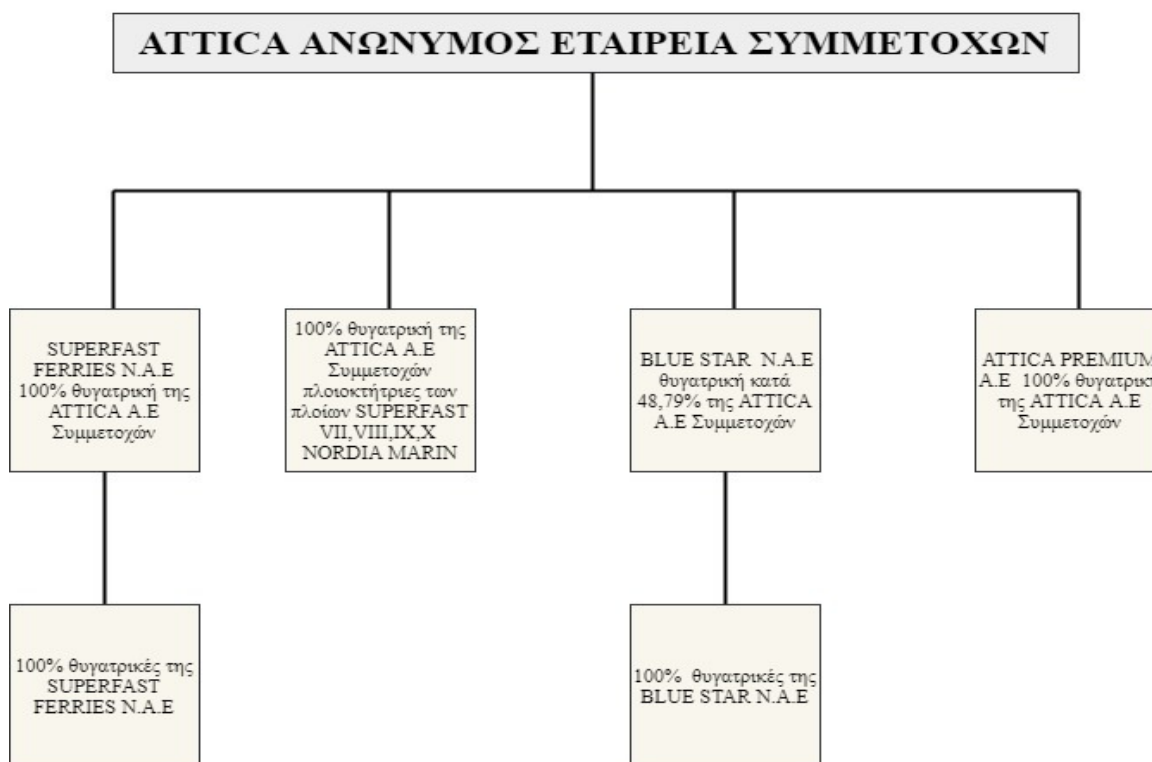 ATTICA ΑΝΩΝΥΜΟΣ ΕΤΑΙΡΕΙΑ ΣΥΜΜΕΤΟΧΩΝ
SUPERFAST
FERRIES N.A.E
100% θυγατρική της
ATTICA A.E
Συμμετοχών
100% θυγατρική της
ATTICA A.E
Συμμετοχών
πλοιοκτήτριες των
πλοίων SUPERFAST
VII,VIII,IX,X
NORDIA MARIN
BLUE STAR N.A.E
θυγατρική κατά
48,79% της ATTICA
A.E Συμμετοχών
ATTICA PREMIUM
A.E 100% θυγατρική
της ATTICA A.E
Συμμετοχών
100% θυγατρικές της
SUPERFAST
FERRIES N.A.E
100% θυγατρικές της
BLUE STAR N.A.E